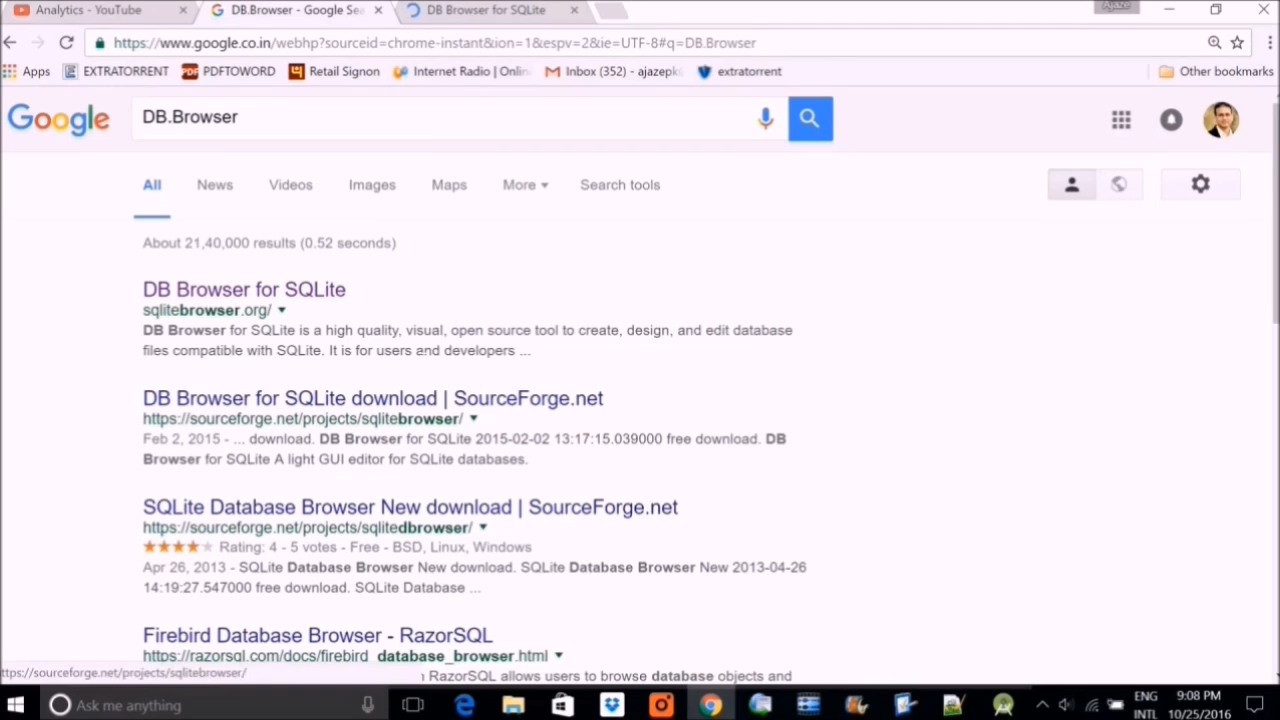 Analytics - YouTube
DB.Browser - Google Sea
DB Browser for SQLite
Ajaze
https://www.google.co.in/webhp?sourceid=chrome-instant&ion=1&espv=2&ie=UTF-8#q=DB.Browser
Apps
EXTRATORRENT
PDF
PDFTOWORD
Retail Signon
Internet Radio | Onlin
Inbox (352) - ajazepk
extratorrent
Other bookmarks
Google
DB.Browser
All
News
Videos
Images
Maps
More
Search tools
About 21,40,000 results (0.52 seconds)
DB Browser for SQLite
sqlitebrowser.org/
DB Browser for SQLite is a high quality, visual, open source tool to create, design, and edit database
files compatible with SQLite. It is for users and developers ...
DB Browser for SQLite download | SourceForge.net
https://sourceforge.net/projects/sqlitebrowser/
Feb 2, 2015 - ... download. DB Browser for SQLite 2015-02-02 13:17:15.039000 free download. DB
Browser for SQLite A light GUI editor for SQLite databases.
SQLite Database Browser New download | SourceForge.net
https://sourceforge.net/projects/sqlitedbrowser/
Rating: 4 - 5 votes - Free - BSD, Linux, Windows
Apr 26, 2013 - SQLite Database Browser New download. SQLite Database Browser New 2013-04-26
14:19:27.547000 free download. SQLite Database ...
Firebird Database Browser - RazorSQL
https://razorsql.com/docs/firebird_database_browser.html
RazorSQL allows users to browse database objects and
ttps://sourceforge.net/projects/sqlitebrowser/
Ask me anything
ENG
INTL
9:08 PM
10/25/2016